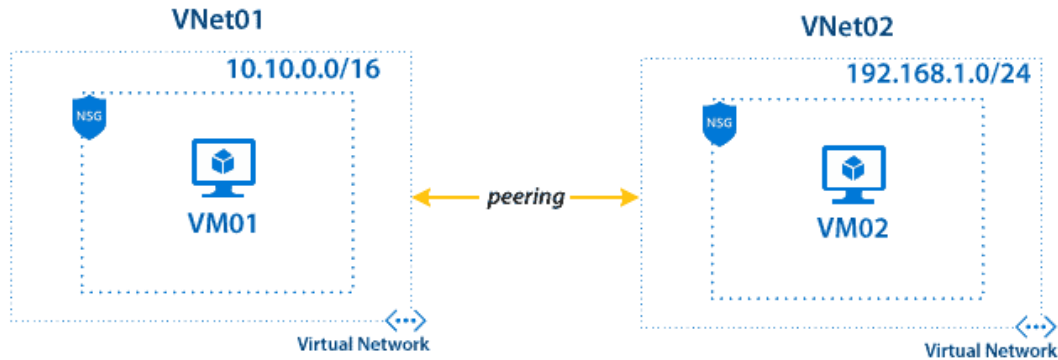 VNet01
10.10.0.0/16
NSG
VM01
Virtual Network
peering
VNet02
192.168.1.0/24
NSG
VM02
Virtual Network